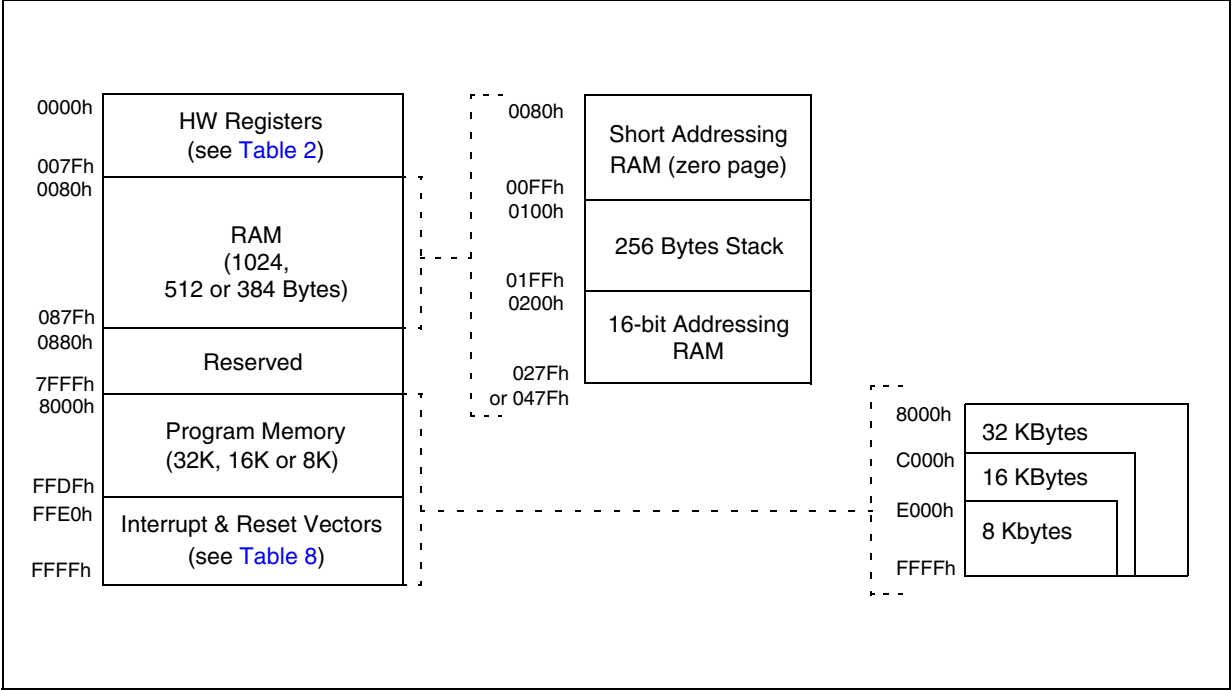 0000h
HW Registers
(see Table 2)
007Fh
0080h
RAM
(1024,
512 or 384 Bytes)
087Fh
0880h
Reserved
7FFFh
8000h
Program Memory
(32K, 16K or 8K)
FFDFh
FFE0h
Interrupt & Reset Vectors
(see Table 8)
FFFFh
0080h
Short Addressing
RAM (zero page)
00FFh
0100h
256 Bytes Stack
01FFh
0200h
16-bit Addressing
RAM
027Fh
or 047Fh
8000h
32 KBytes
C000h
16 KBytes
E000h
8 Kbytes
FFFFh